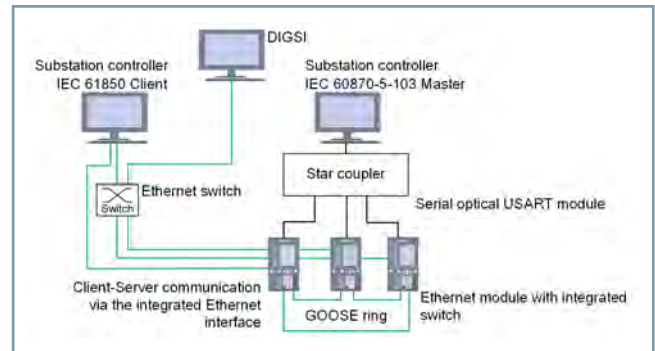 DIGSI
Substation controller
IEC 61850 Client
Substation controller
IEC 60870-5-103 Master
Star coupler
Ethernet switch
Switch
Serial optical USART module
Client-Server communication
via the integrated Ethernet
interface
GOOSE ring
Ethernet module with integrated
switch